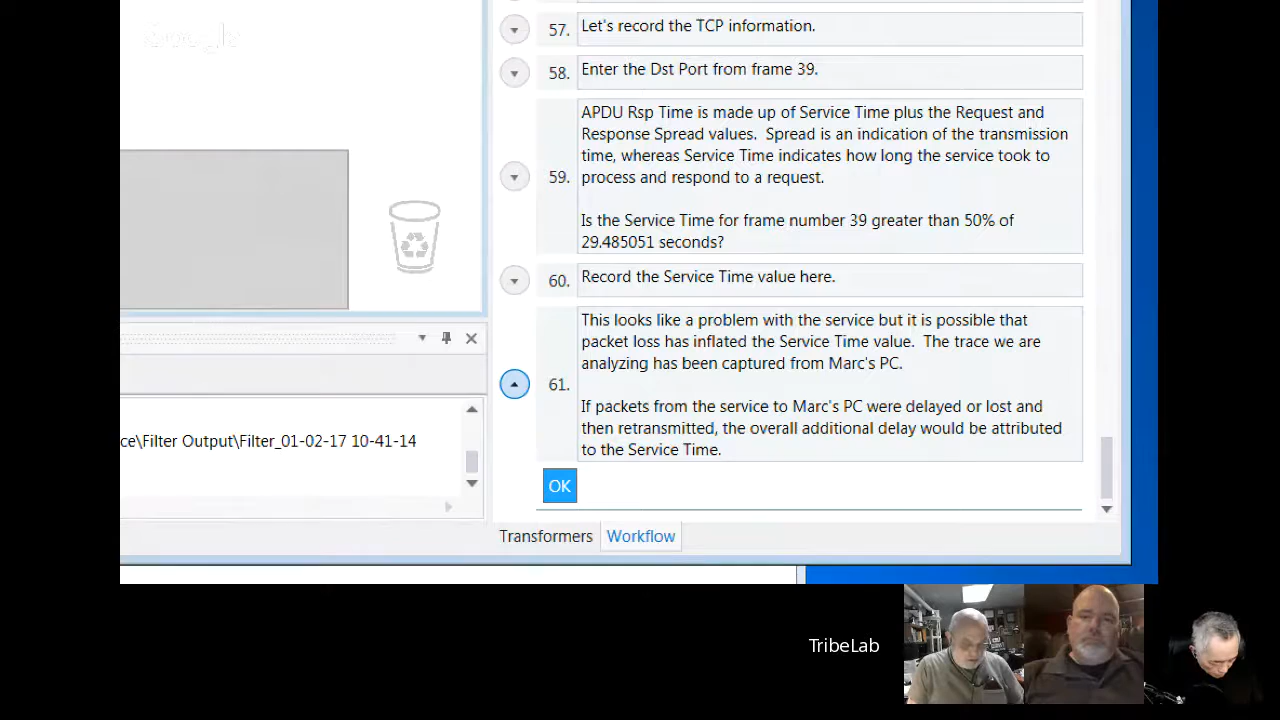 57. Let's record the TCP information.
58. Enter the Dst Port from frame 39.
APDU Rsp Time is made up of Service Time plus the Request and
Response Spread values. Spread is an indication of the transmission
time, whereas Service Time indicates how long the service took to
59. process and respond to a request.
Is the Service Time for frame number 39 greater than 50% of
29.485051 seconds?
60. Record the Service Time value here.
This looks like a problem with the service but it is possible that
packet loss has inflated the Service Time value. The trace we are
analyzing has been captured from Marc's PC.
61.
If packets from the service to Marc's PC were delayed or lost and
then retransmitted, the overall additional delay would be attributed
to the Service Time.
OK
ce\Filter Output\Filter_01-02-17 10-41-14
Transformers Workflow
TribeLab